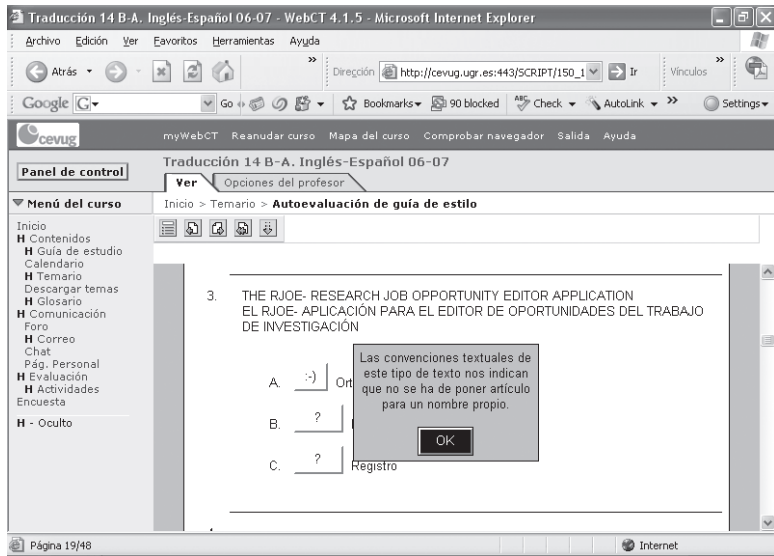 Traducción 14 B-A. Inglés-Español 06-07 - WebCT 4.1.5 - Microsoft Internet Explorer
Archivo Edición Ver Favoritos Herramientas Ayuda
Atrás » Dirección http://cevug.ugr.es:443/SCRIPT/150_1 Ir Vínculos »
Google G Go Bookmarks 90 blocked ABC Check AutoLink » Settings
cevug myWebCT Reanudar curso Mapa del curso Comprobar navegador Salida Ayuda
Panel de control
Traducción 14 B-A. Inglés-Español 06-07
Ver Opciones del profesor
Menú del curso
Inicio > Temario > Autoevaluación de guía de estilo
Inicio
H Contenidos
H Guía de estudio
Calendario
H Temario
Descargar temas
H Glosario
H Comunicación
Foro
H Correo
Chat
Pág. Personal
H Evaluación
H Actividades
Encuesta
H - Oculto
3. THE RJOE- RESEARCH JOB OPPORTUNITY EDITOR APPLICATION
EL RJOE- APLICACIÓN PARA EL EDITOR DE OPORTUNIDADES DEL TRABAJO
DE INVESTIGACIÓN
A. :-) Ort
B. ?
C. ? Registro
Las convenciones textuales de
este tipo de texto nos indican
que no se ha de poner artículo
para un nombre propio.
OK
Página 19/48 Internet